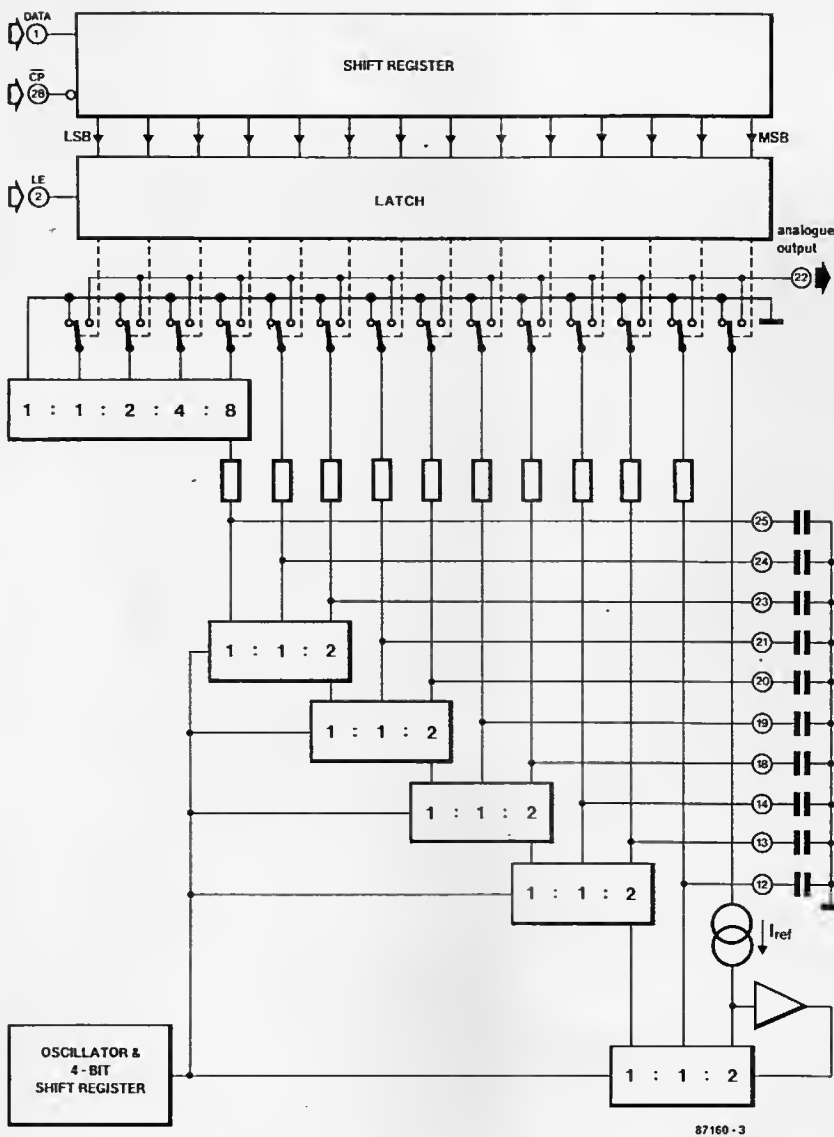 DATA
1
SHIFT REGISTER
CP
28
LSB
MSB
LE
2
LATCH
analogue
output
22
1 : 1 : 2 : 4 : 8
25
24
1 : 1 : 2
23
21
20
1 : 1 : 2
19
18
1 : 1 : 2
14
13
1 : 1 : 2
12
Iref
OSCILLATOR &
4 - BIT
SHIFT REGISTER
1 : 1 : 2
87160 - 3